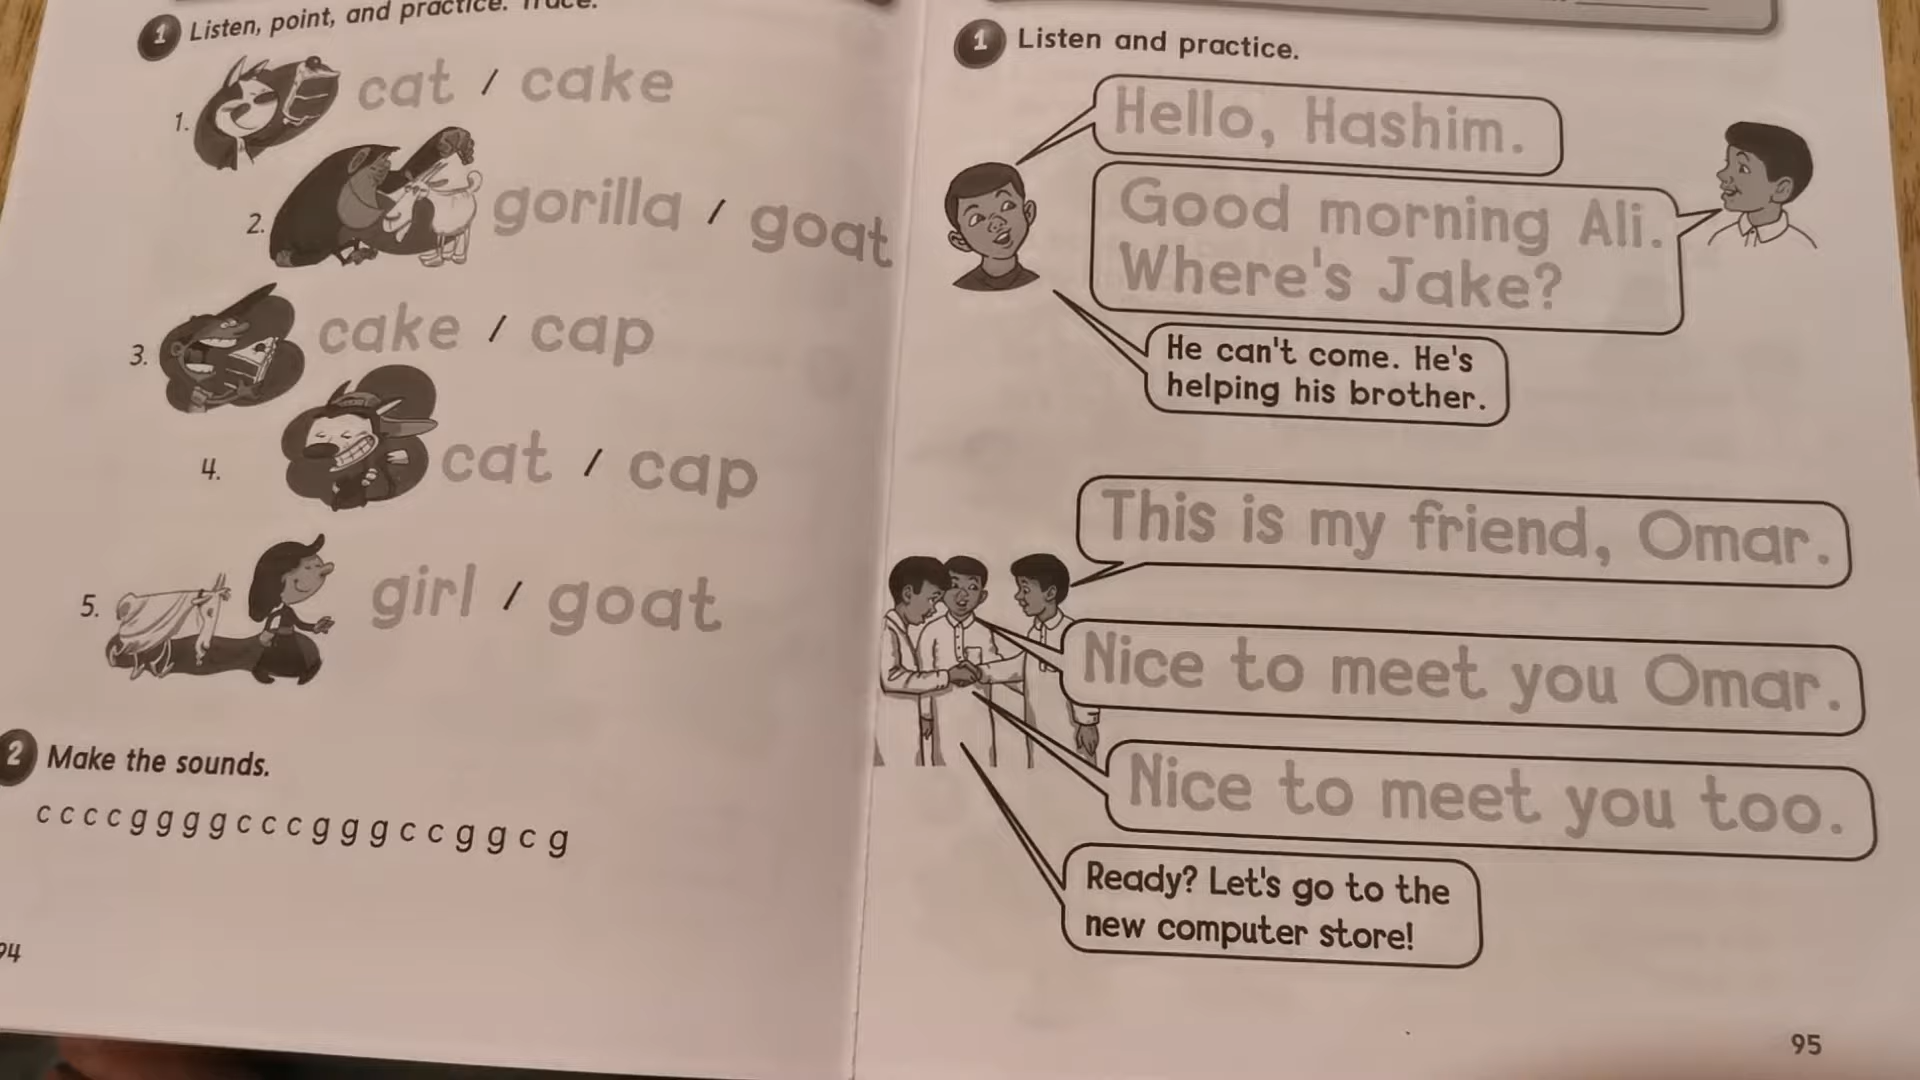 1 Listen, point, and practice. Trace.
1. cat / cake
2. gorilla / goat
3. cake / cap
4. cat / cap
5. girl / goat
2 Make the sounds.
c c c c g g g g c c c g g g c c g g c g
94
1 Listen and practice.
Hello, Hashim.
Good morning Ali.
Where's Jake?
He can't come. He's
helping his brother.
This is my friend, Omar.
Nice to meet you Omar.
Nice to meet you too.
Ready? Let's go to the
new computer store!
95